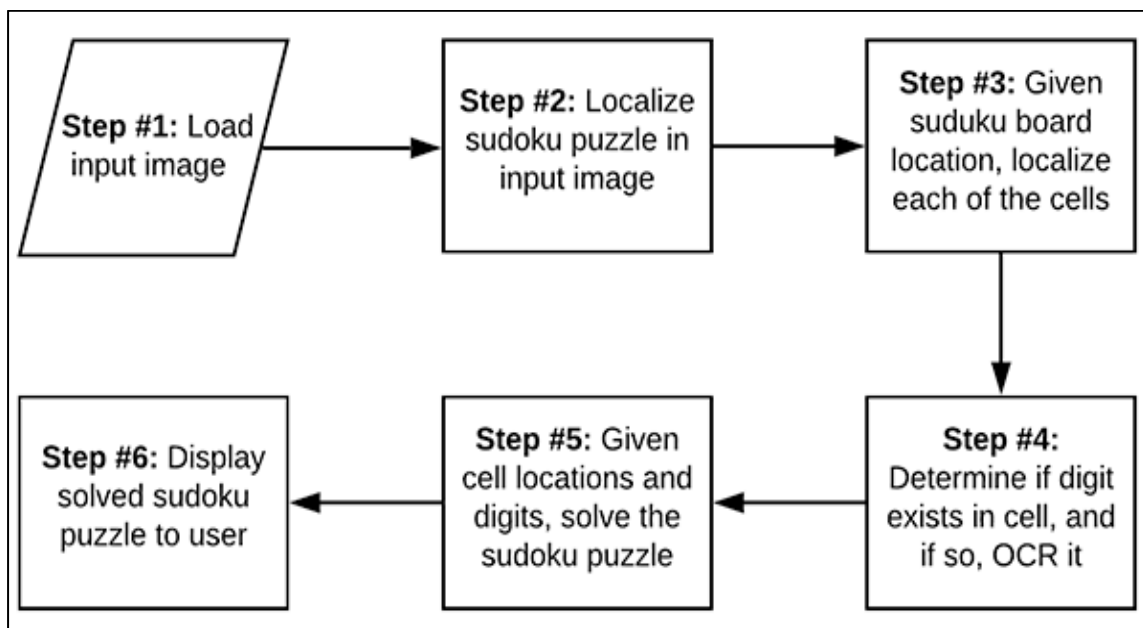 Step #1: Load
input image
Step #2: Localize
sudoku puzzle in
input image
Step #3: Given
suduku board
location, localize
each of the cells
Step #4:
Determine if digit
exists in cell, and
if so, OCR it
Step #5: Given
cell locations and
digits, solve the
sudoku puzzle
Step #6: Display
solved sudoku
puzzle to user